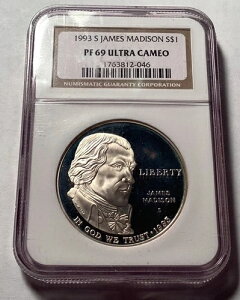 1993 S JAMES MADISON S$1
PF 69 ULTRA CAMEO
1763812-046
NUMISMATIC GUARANTY CORPORATION
LIBERTY
JAMES
MADISON
S
IN GOD WE TRUST · 1993